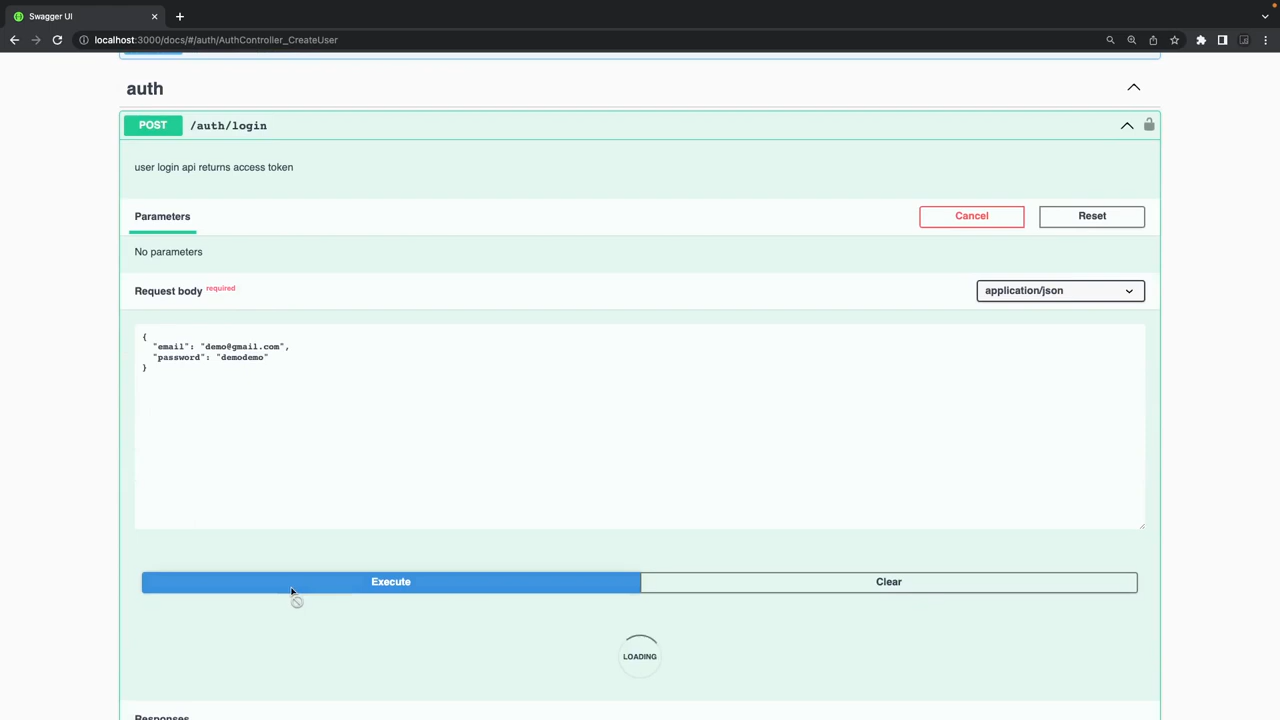 Swagger UI
localhost:3000/docs/#/auth/AuthController_CreateUser
auth
POST /auth/login
user login api returns access token
Parameters
Cancel
Reset
No parameters
Request body required
application/json
{
"email": "demo@gmail.com",
"password": "demodemo"
}
Execute
Clear
LOADING
Responses